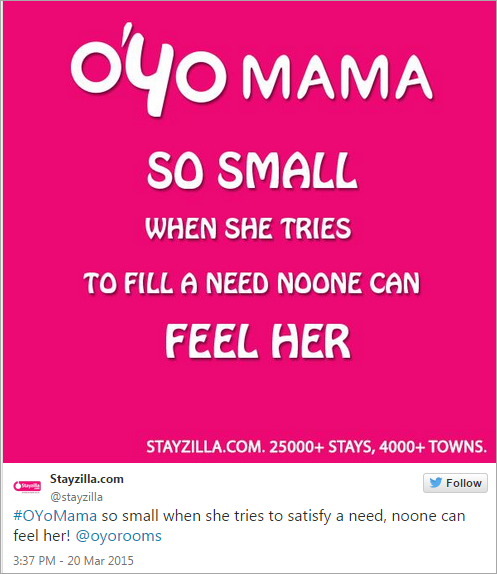 O'YO MAMA
SO SMALL
WHEN SHE TRIES
TO FILL A NEED NOONE CAN
FEEL HER
STAYZILLA.COM. 25000+ STAYS, 4000+ TOWNS.
Stayzilla
Stayzilla.com
@stayzilla
Follow
#OYoMama so small when she tries to satisfy a need, noone can
feel her! @oyorooms
3:37 PM - 20 Mar 2015